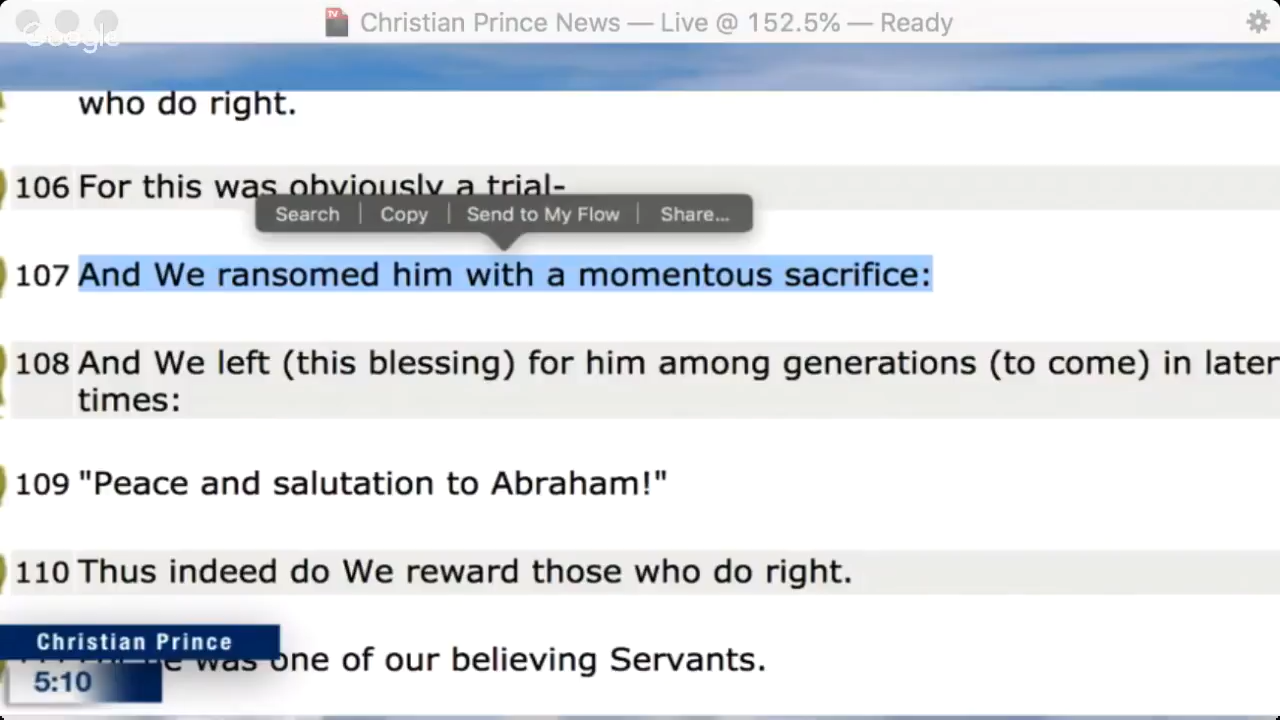 Christian Prince News — Live @ 152.5% — Ready
Google
who do right.
106 For this was obviously a trial-
Search Copy Send to My Flow Share...
107 And We ransomed him with a momentous sacrifice:
108 And We left (this blessing) for him among generations (to come) in later
times:
109 "Peace and salutation to Abraham!"
110 Thus indeed do We reward those who do right.
Christian Prince
was one of our believing Servants.
5:10